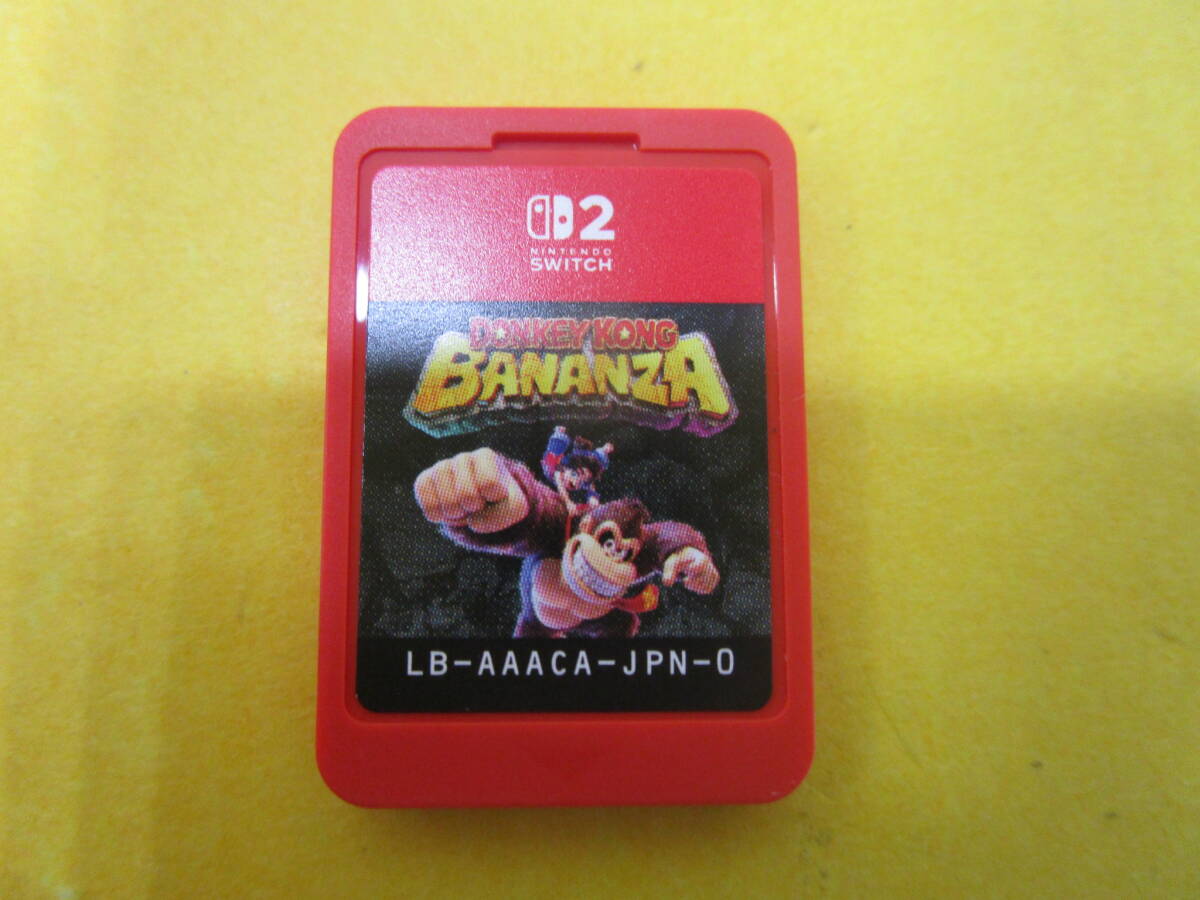 2
NINTENDO
SWITCH
DONKEY KONG
BANANZA
LB-AAACA-JPN-0